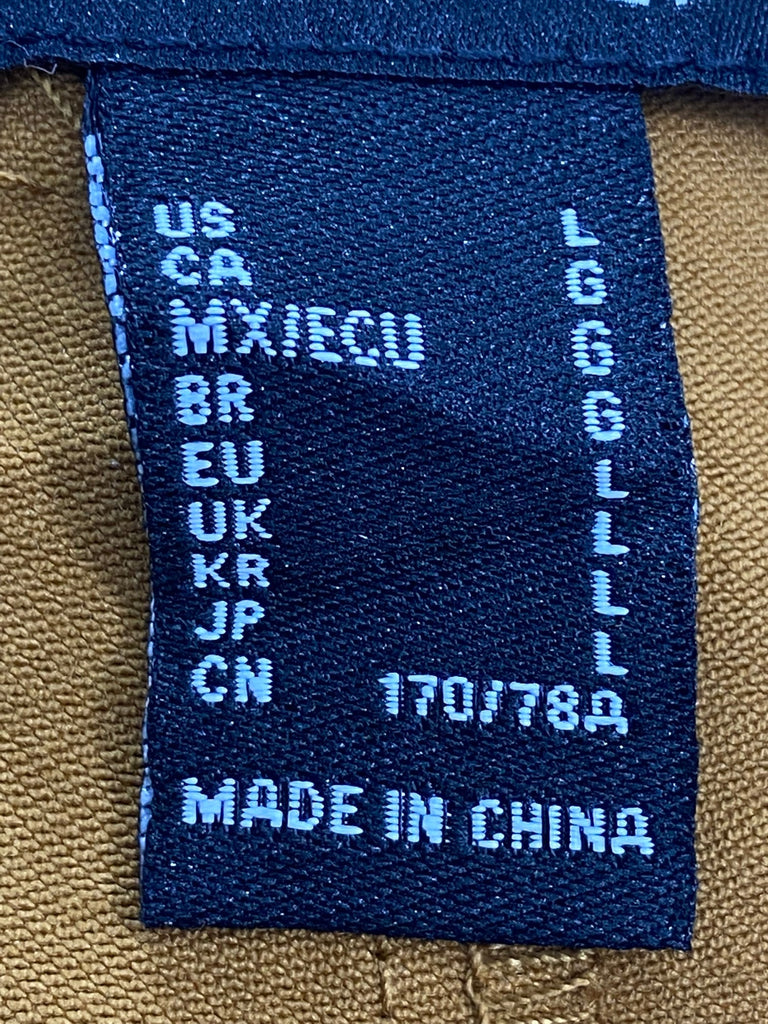 US L
CA G
MX/ECU G
BR G
EU L
UK L
KR L
JP L
CN 170/78A
MADE IN CHINA